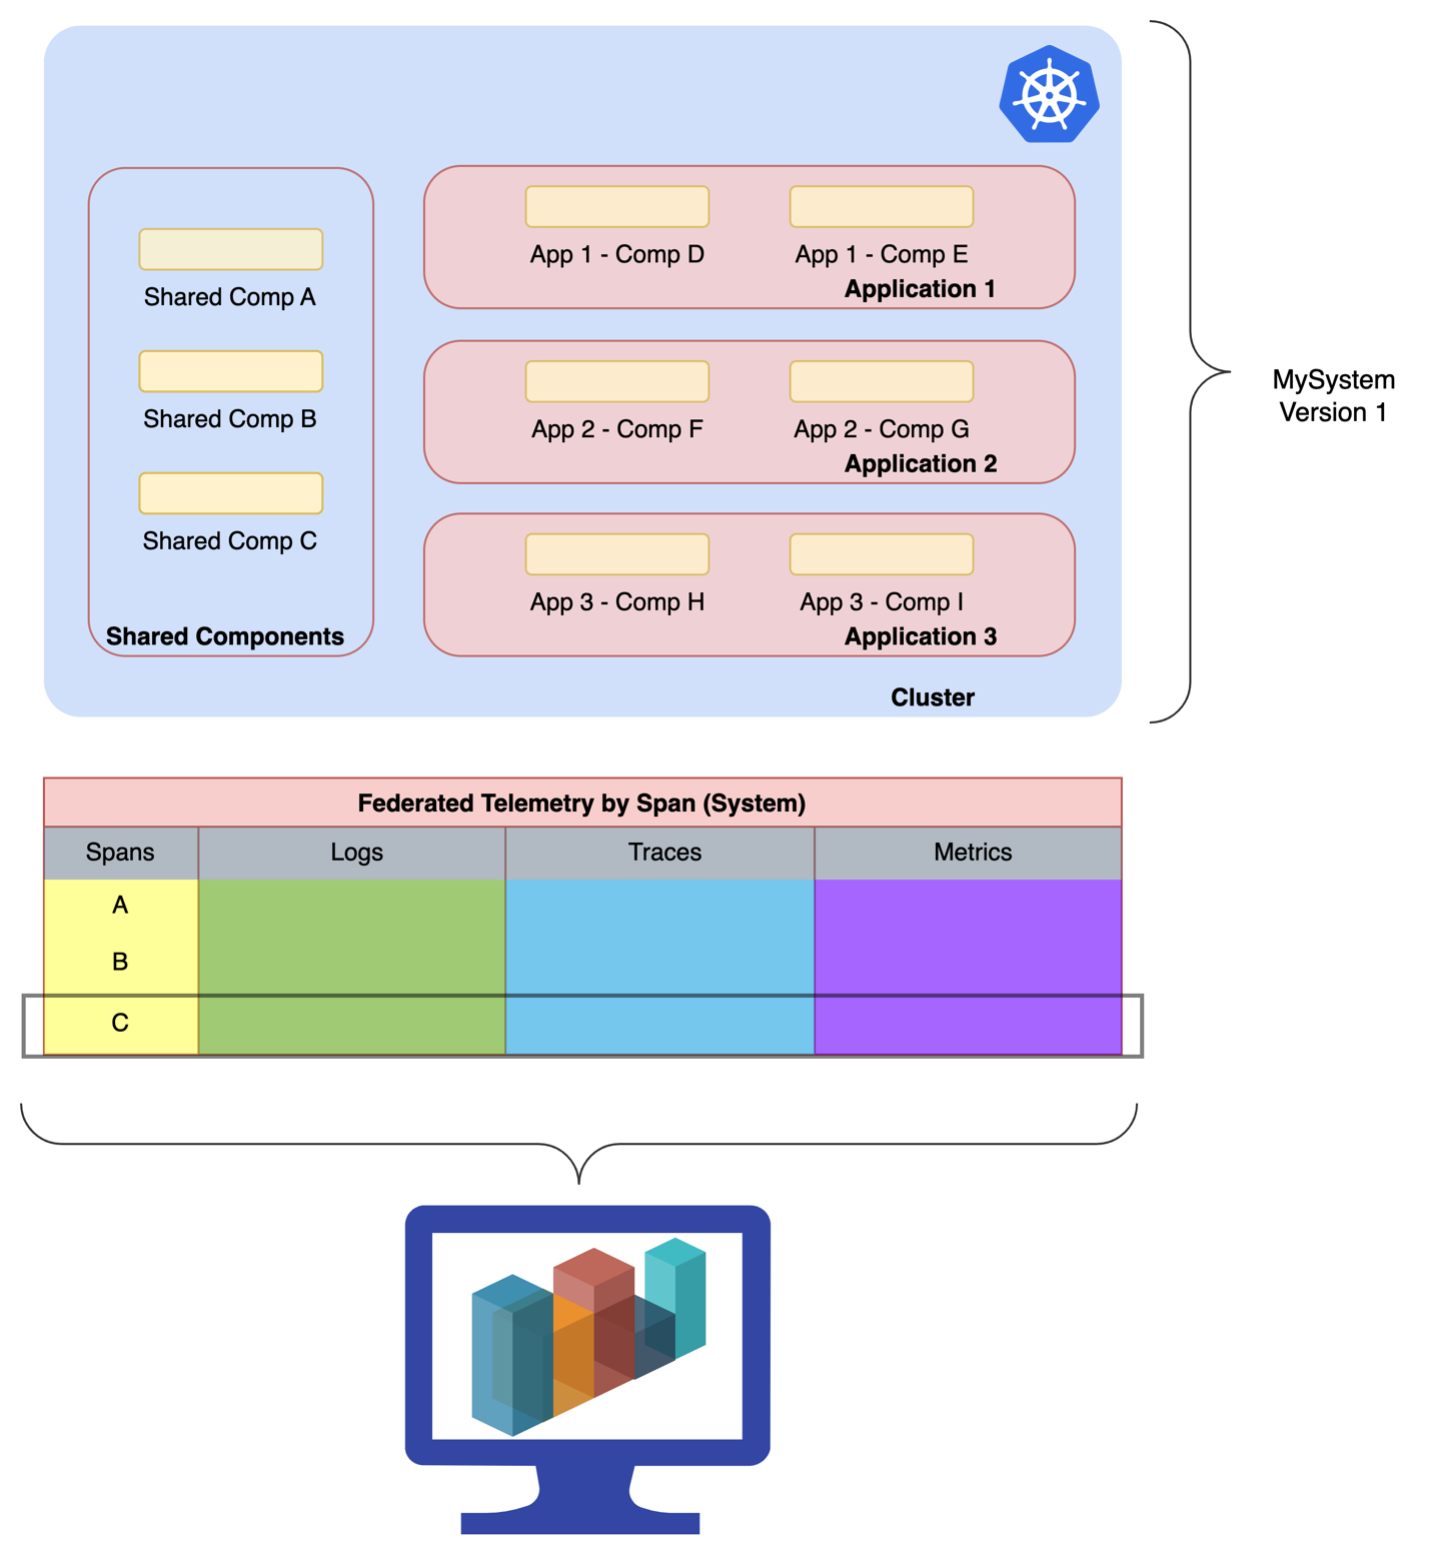 Shared Comp A
Shared Comp B
Shared Comp C
Shared Components
App 1 - Comp D
App 1 - Comp E
Application 1
App 2 - Comp F
App 2 - Comp G
Application 2
App 3 - Comp H
App 3 - Comp I
Application 3
Cluster
MySystem
Version 1
Federated Telemetry by Span (System)
Spans
Logs
Traces
Metrics
A
B
C